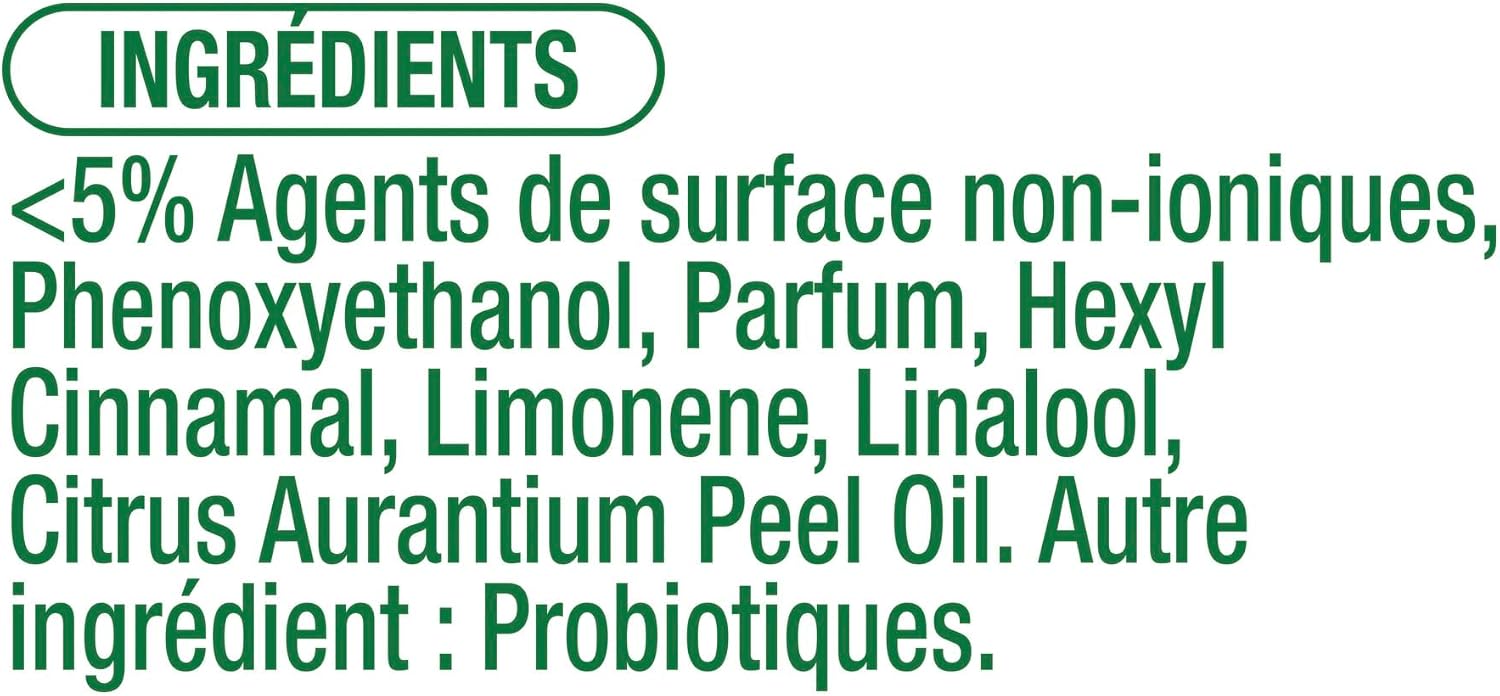 INGRÉDIENTS
<5% Agents de surface non-ioniques,
Phenoxyethanol, Parfum, Hexyl
Cinnamal, Limonene, Linalool,
Citrus Aurantium Peel Oil. Autre
ingrédient : Probiotiques.